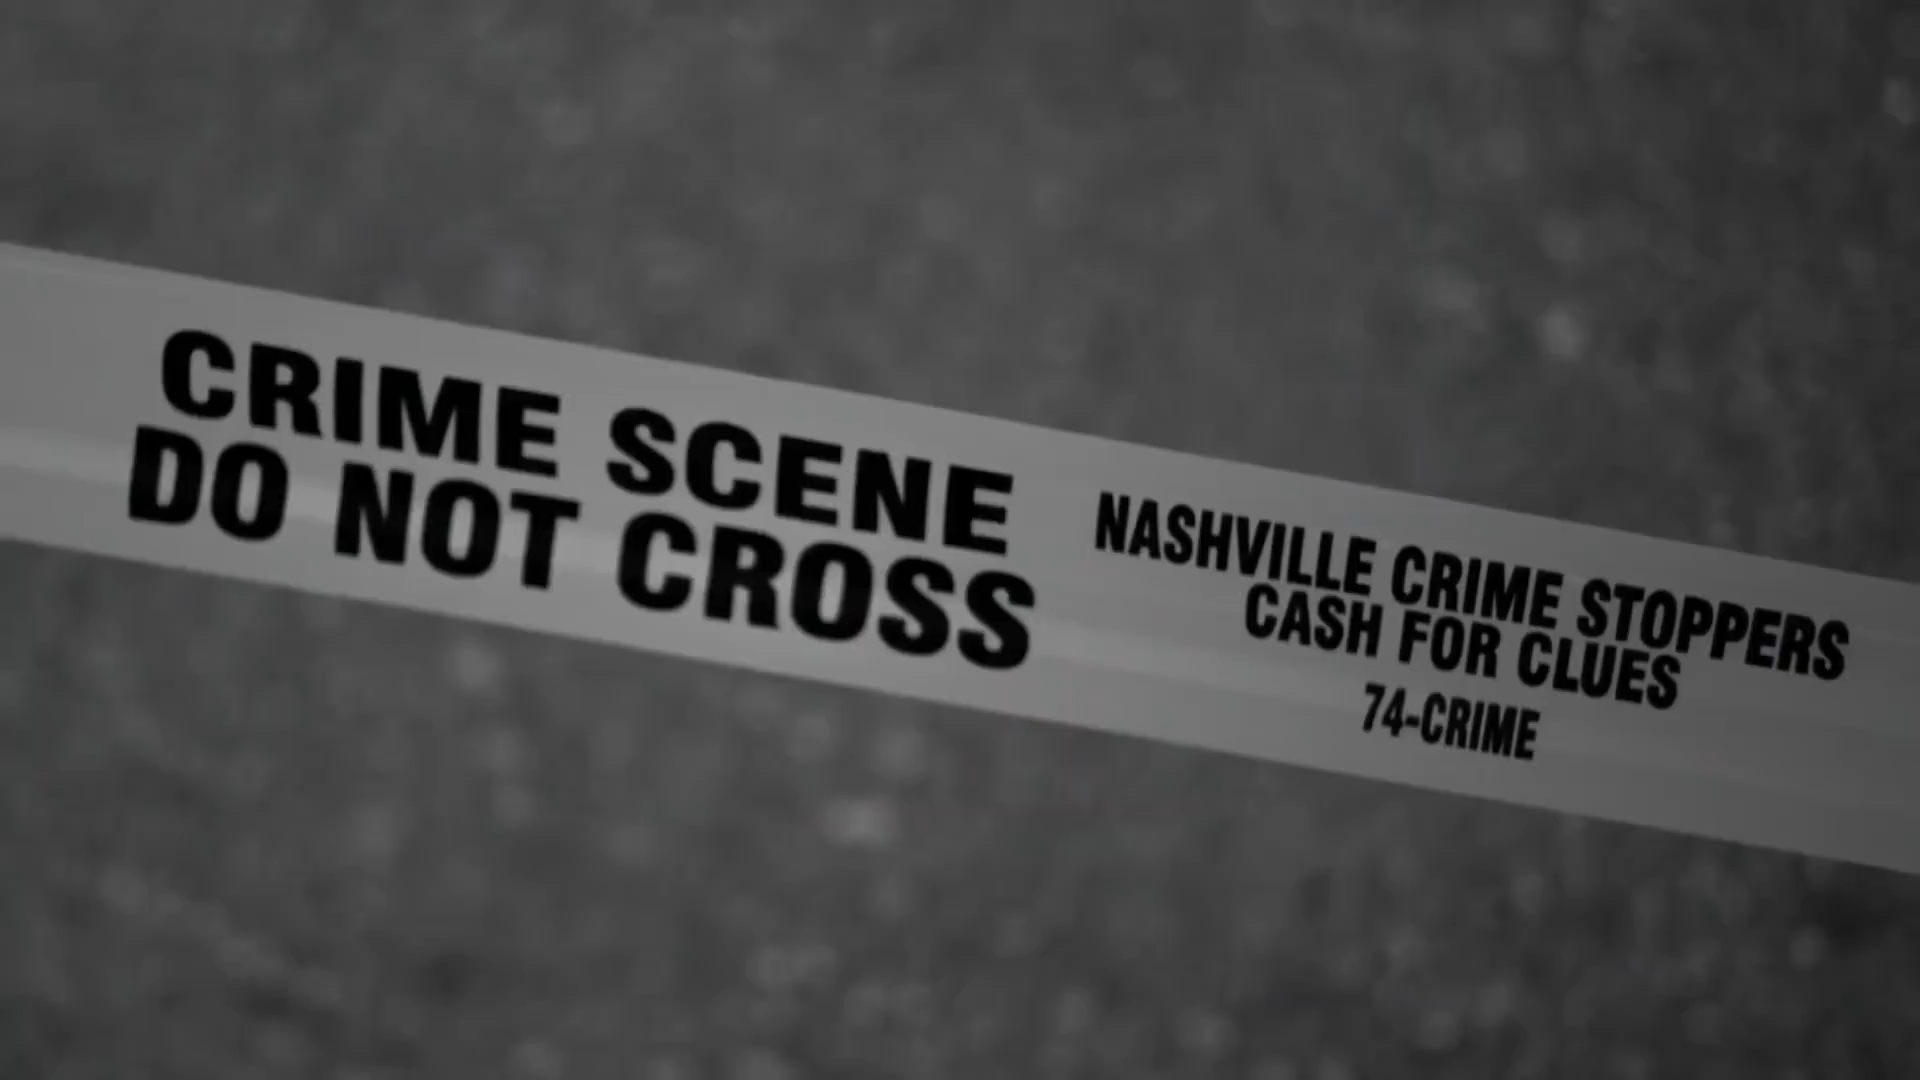 CRIME SCENE
DO NOT CROSS
NASHVILLE CRIME STOPPERS
CASH FOR CLUES
74-CRIME